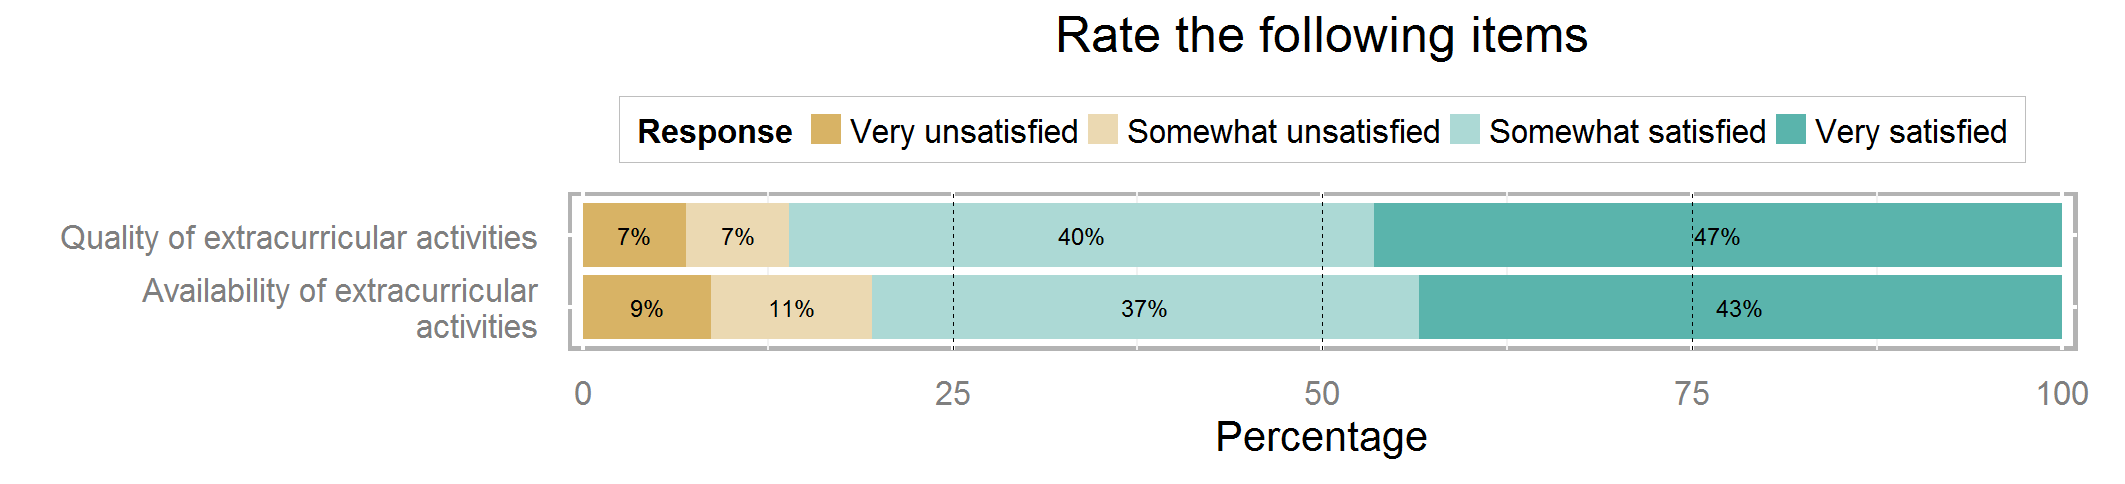 Rate the following items
Response Very unsatisfied Somewhat unsatisfied Somewhat satisfied Very satisfied
Quality of extracurricular activities 7% 7% 40% 47%
Availability of extracurricular
activities 9% 11% 37% 43%
0 25 50 75 100
Percentage